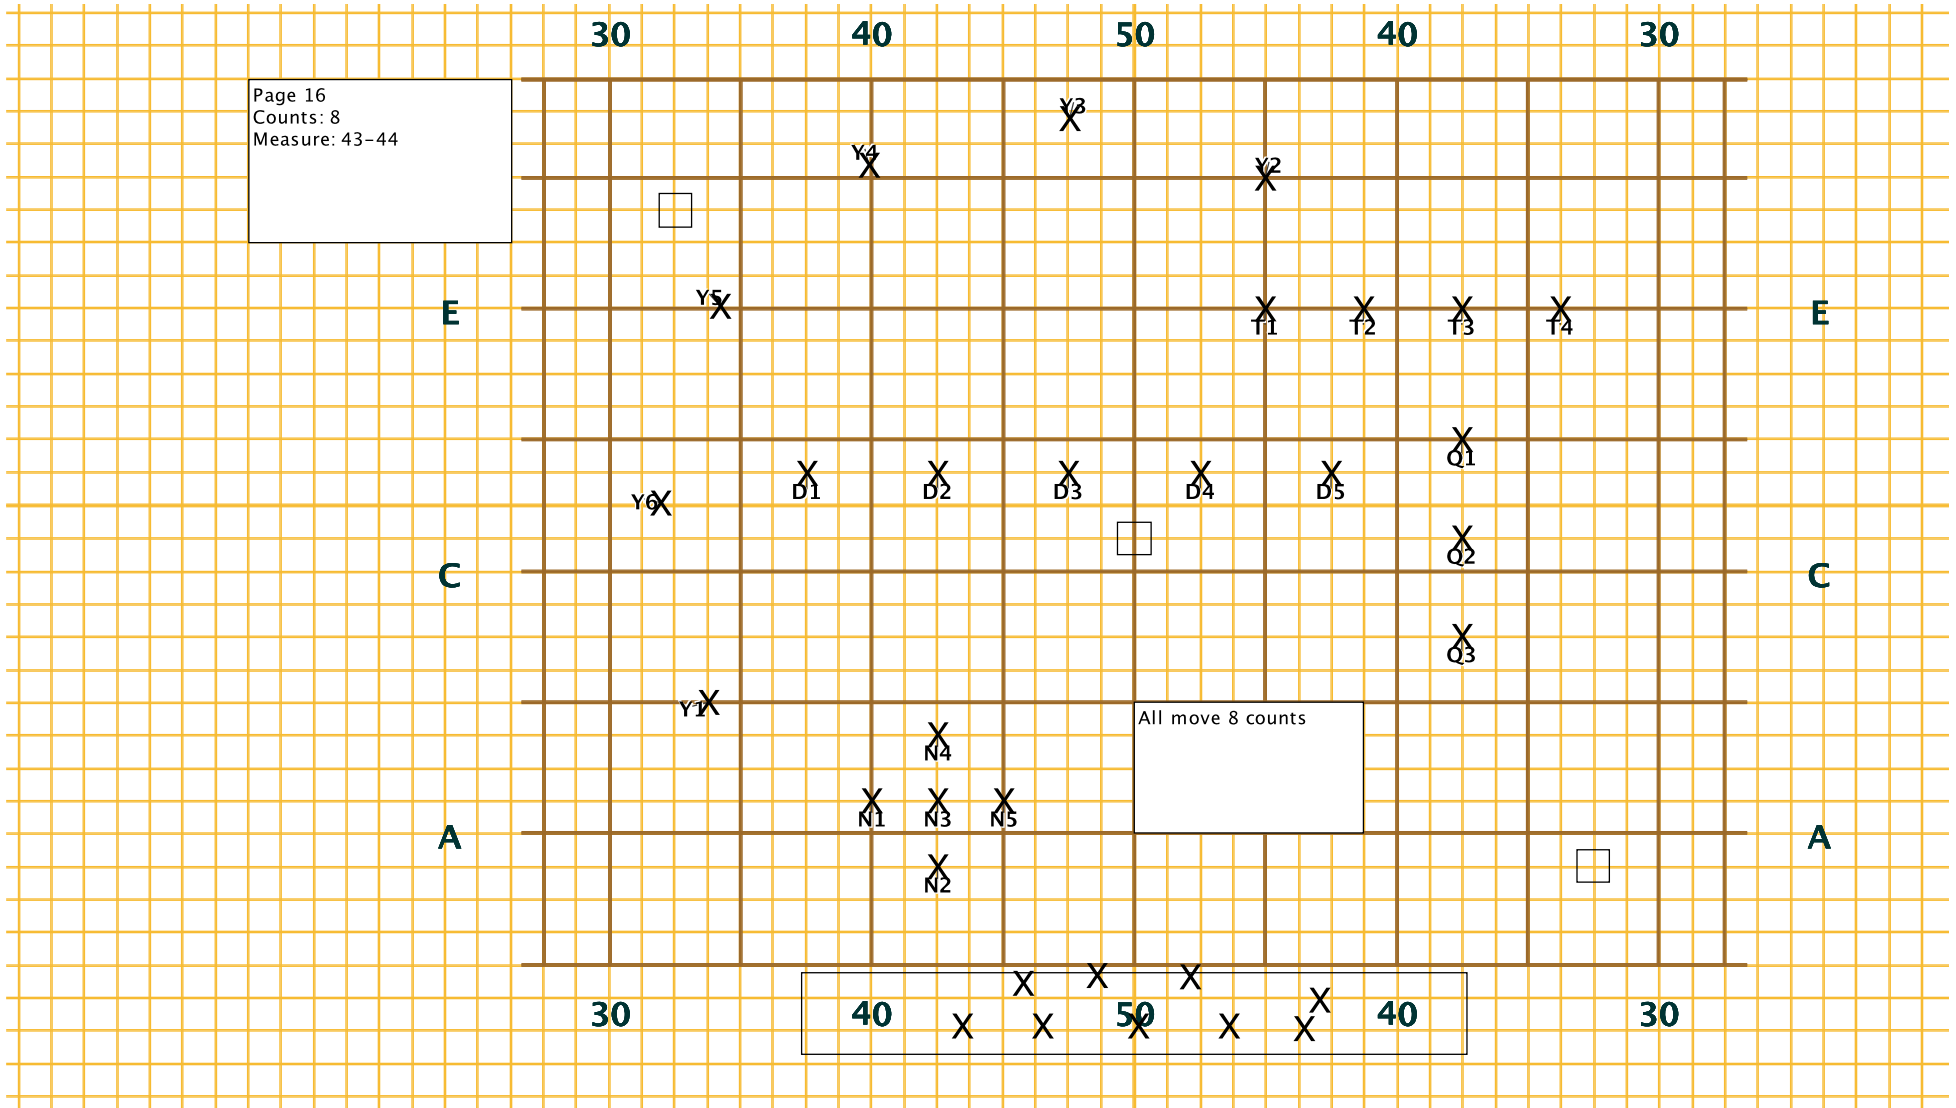 30 40 50 40 30
Page 16
Counts: 8
Measure: 43-44
Y3
Y4
Y2
Y5
E
E
T1 T2 T3 T4
Q1
D1 D2 D3 D4 D5
Y6
Q2
C
C
Q3
Y1
All move 8 counts
N4
N1 N3 N5
A
A
N2
30 40 50 40 30